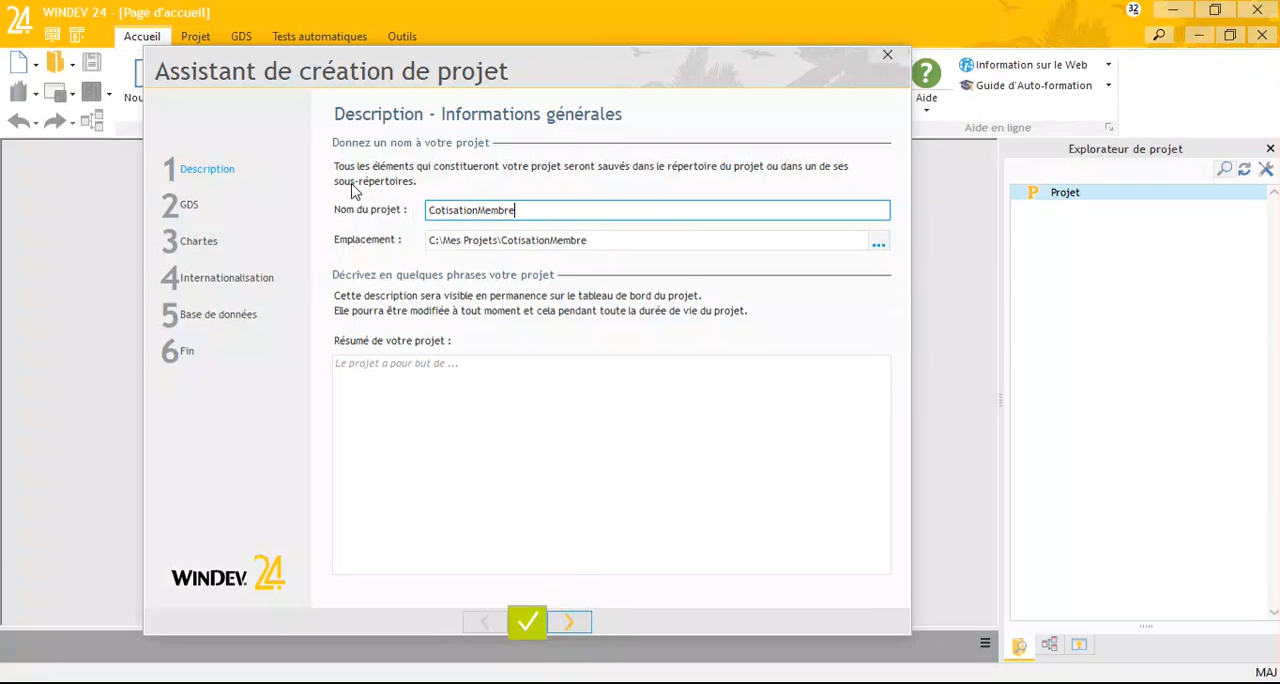 24
WINDEV 24 - [Page d'accueil]
32
Accueil
Projet
GDS
Tests automatiques
Outils
Nou
Aide
Information sur le Web
Guide d'Auto-formation
Aide en ligne
Assistant de création de projet
1 Description
2 GDS
3 Chartes
4 Internationalisation
5 Base de données
6 Fin
WINDEV. 24
Description - Informations générales
Donnez un nom à votre projet
Tous les éléments qui constitueront votre projet seront sauvés dans le répertoire du projet ou dans un de ses
sous-répertoires.
Nom du projet :
CotisationMembre
Emplacement :
C:\Mes Projets\CotisationMembre
...
Décrivez en quelques phrases votre projet
Cette description sera visible en permanence sur le tableau de bord du projet.
Elle pourra être modifiée à tout moment et cela pendant toute la durée de vie du projet.
Résumé de votre projet :
Le projet a pour but de ...
Explorateur de projet
Projet
MAJ